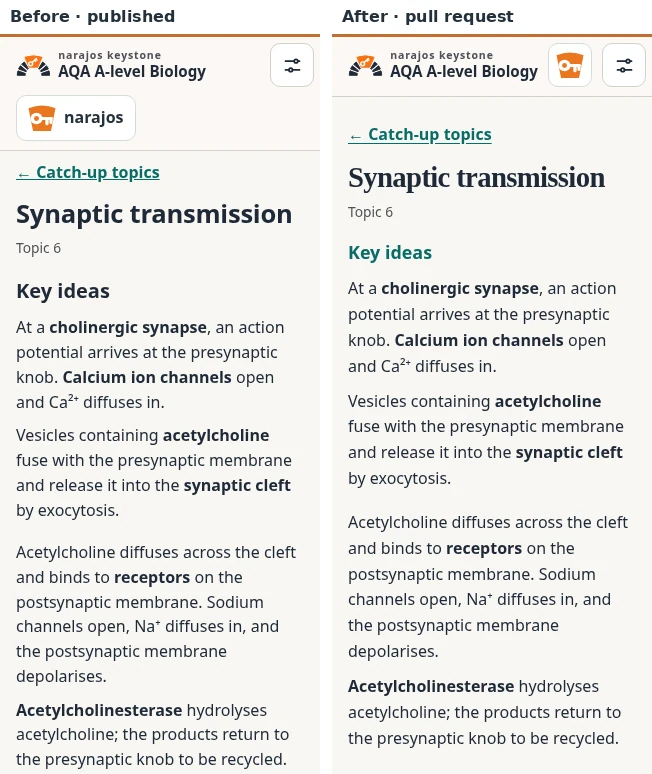 Before · published
narajos keystone
AQA A-level Biology
narajos
← Catch-up topics
Synaptic transmission
Topic 6
Key ideas
At a cholinergic synapse, an action
potential arrives at the presynaptic
knob. Calcium ion channels open
and Ca²⁺ diffuses in.
Vesicles containing acetylcholine
fuse with the presynaptic membrane
and release it into the synaptic cleft
by exocytosis.
Acetylcholine diffuses across the cleft
and binds to receptors on the
postsynaptic membrane. Sodium
channels open, Na⁺ diffuses in, and
the postsynaptic membrane
depolarises.
Acetylcholinesterase hydrolyses
acetylcholine; the products return to
the presynaptic knob to be recycled.
After · pull request
narajos keystone
AQA A-level Biology
← Catch-up topics
Synaptic transmission
Topic 6
Key ideas
At a cholinergic synapse, an action
potential arrives at the presynaptic
knob. Calcium ion channels open
and Ca²⁺ diffuses in.
Vesicles containing acetylcholine
fuse with the presynaptic membrane
and release it into the synaptic cleft
by exocytosis.
Acetylcholine diffuses across the cleft
and binds to receptors on the
postsynaptic membrane. Sodium
channels open, Na⁺ diffuses in, and
the postsynaptic membrane
depolarises.
Acetylcholinesterase hydrolyses
acetylcholine; the products return to
the presynaptic knob to be recycled.